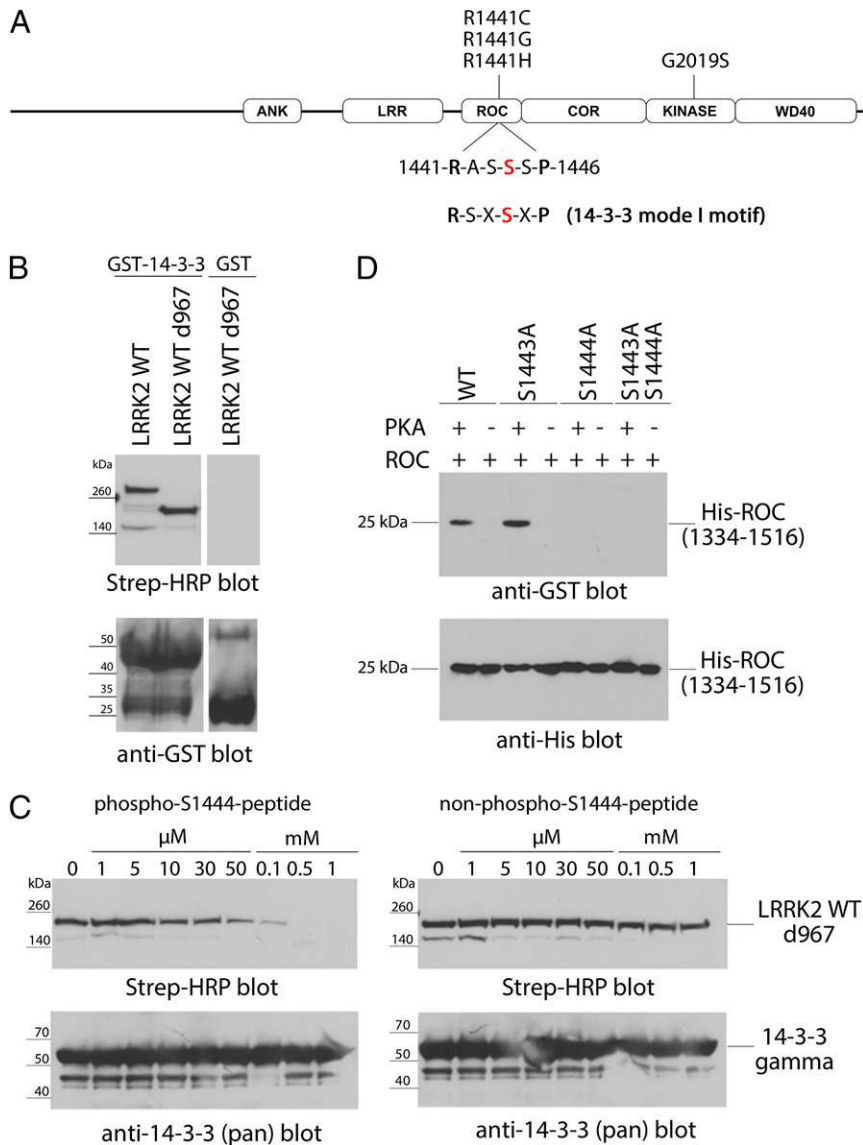 A
R1441C
R1441G
R1441H
G2019S
ANK LRR ROC COR KINASE WD40
1441-R-A-S-S-S-P-1446
R-S-X-S-X-P (14-3-3 mode I motif)
B
GST-14-3-3 GST
LRRK2 WT
LRRK2 WT d967
LRRK2 WT d967
kDa
260
140
Strep-HRP blot
50
40
35
25
anti-GST blot
D
WT
S1443A
S1444A
S1443A
S1444A
PKA + - + - + - + -
ROC + + + + + + + +
25 kDa His-ROC
(1334-1516)
anti-GST blot
25 kDa His-ROC
(1334-1516)
anti-His blot
C
phospho-S1444-peptide
µM mM
0 1 5 10 30 50 0.1 0.5 1
kDa
260
140
Strep-HRP blot
70
50
40
anti-14-3-3 (pan) blot
non-phospho-S1444-peptide
µM mM
0 1 5 10 30 50 0.1 0.5 1
kDa
260
140
LRRK2 WT
d967
Strep-HRP blot
70
50
40
14-3-3
gamma
anti-14-3-3 (pan) blot